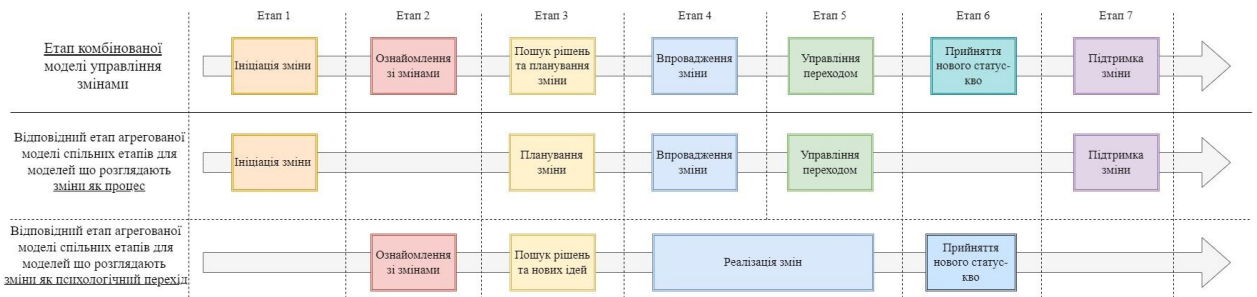 Етап 1
Етап 2
Етап 3
Етап 4
Етап 5
Етап 6
Етап 7
Етап комбінованої
моделі управління
змінами
Ініціація зміни
Ознайомлення
зі змінами
Пошук рішень
та планування
зміни
Впровадження
зміни
Управління
переходом
Прийняття
нового статус-
кво
Підтримка
зміни
Відповідний етап агрегованої
моделі спільних етапів для
моделей що розглядають
зміни як процес
Ініціація зміни
Планування
зміни
Впровадження
зміни
Управління
переходом
Підтримка
зміни
Відповідний етап агрегованої
моделі спільних етапів для
моделей що розглядають
зміни як психологічний перехід
Ознайомлення
зі змінами
Пошук рішень
та нових ідей
Реалізація змін
Прийняття
нового статус-
кво